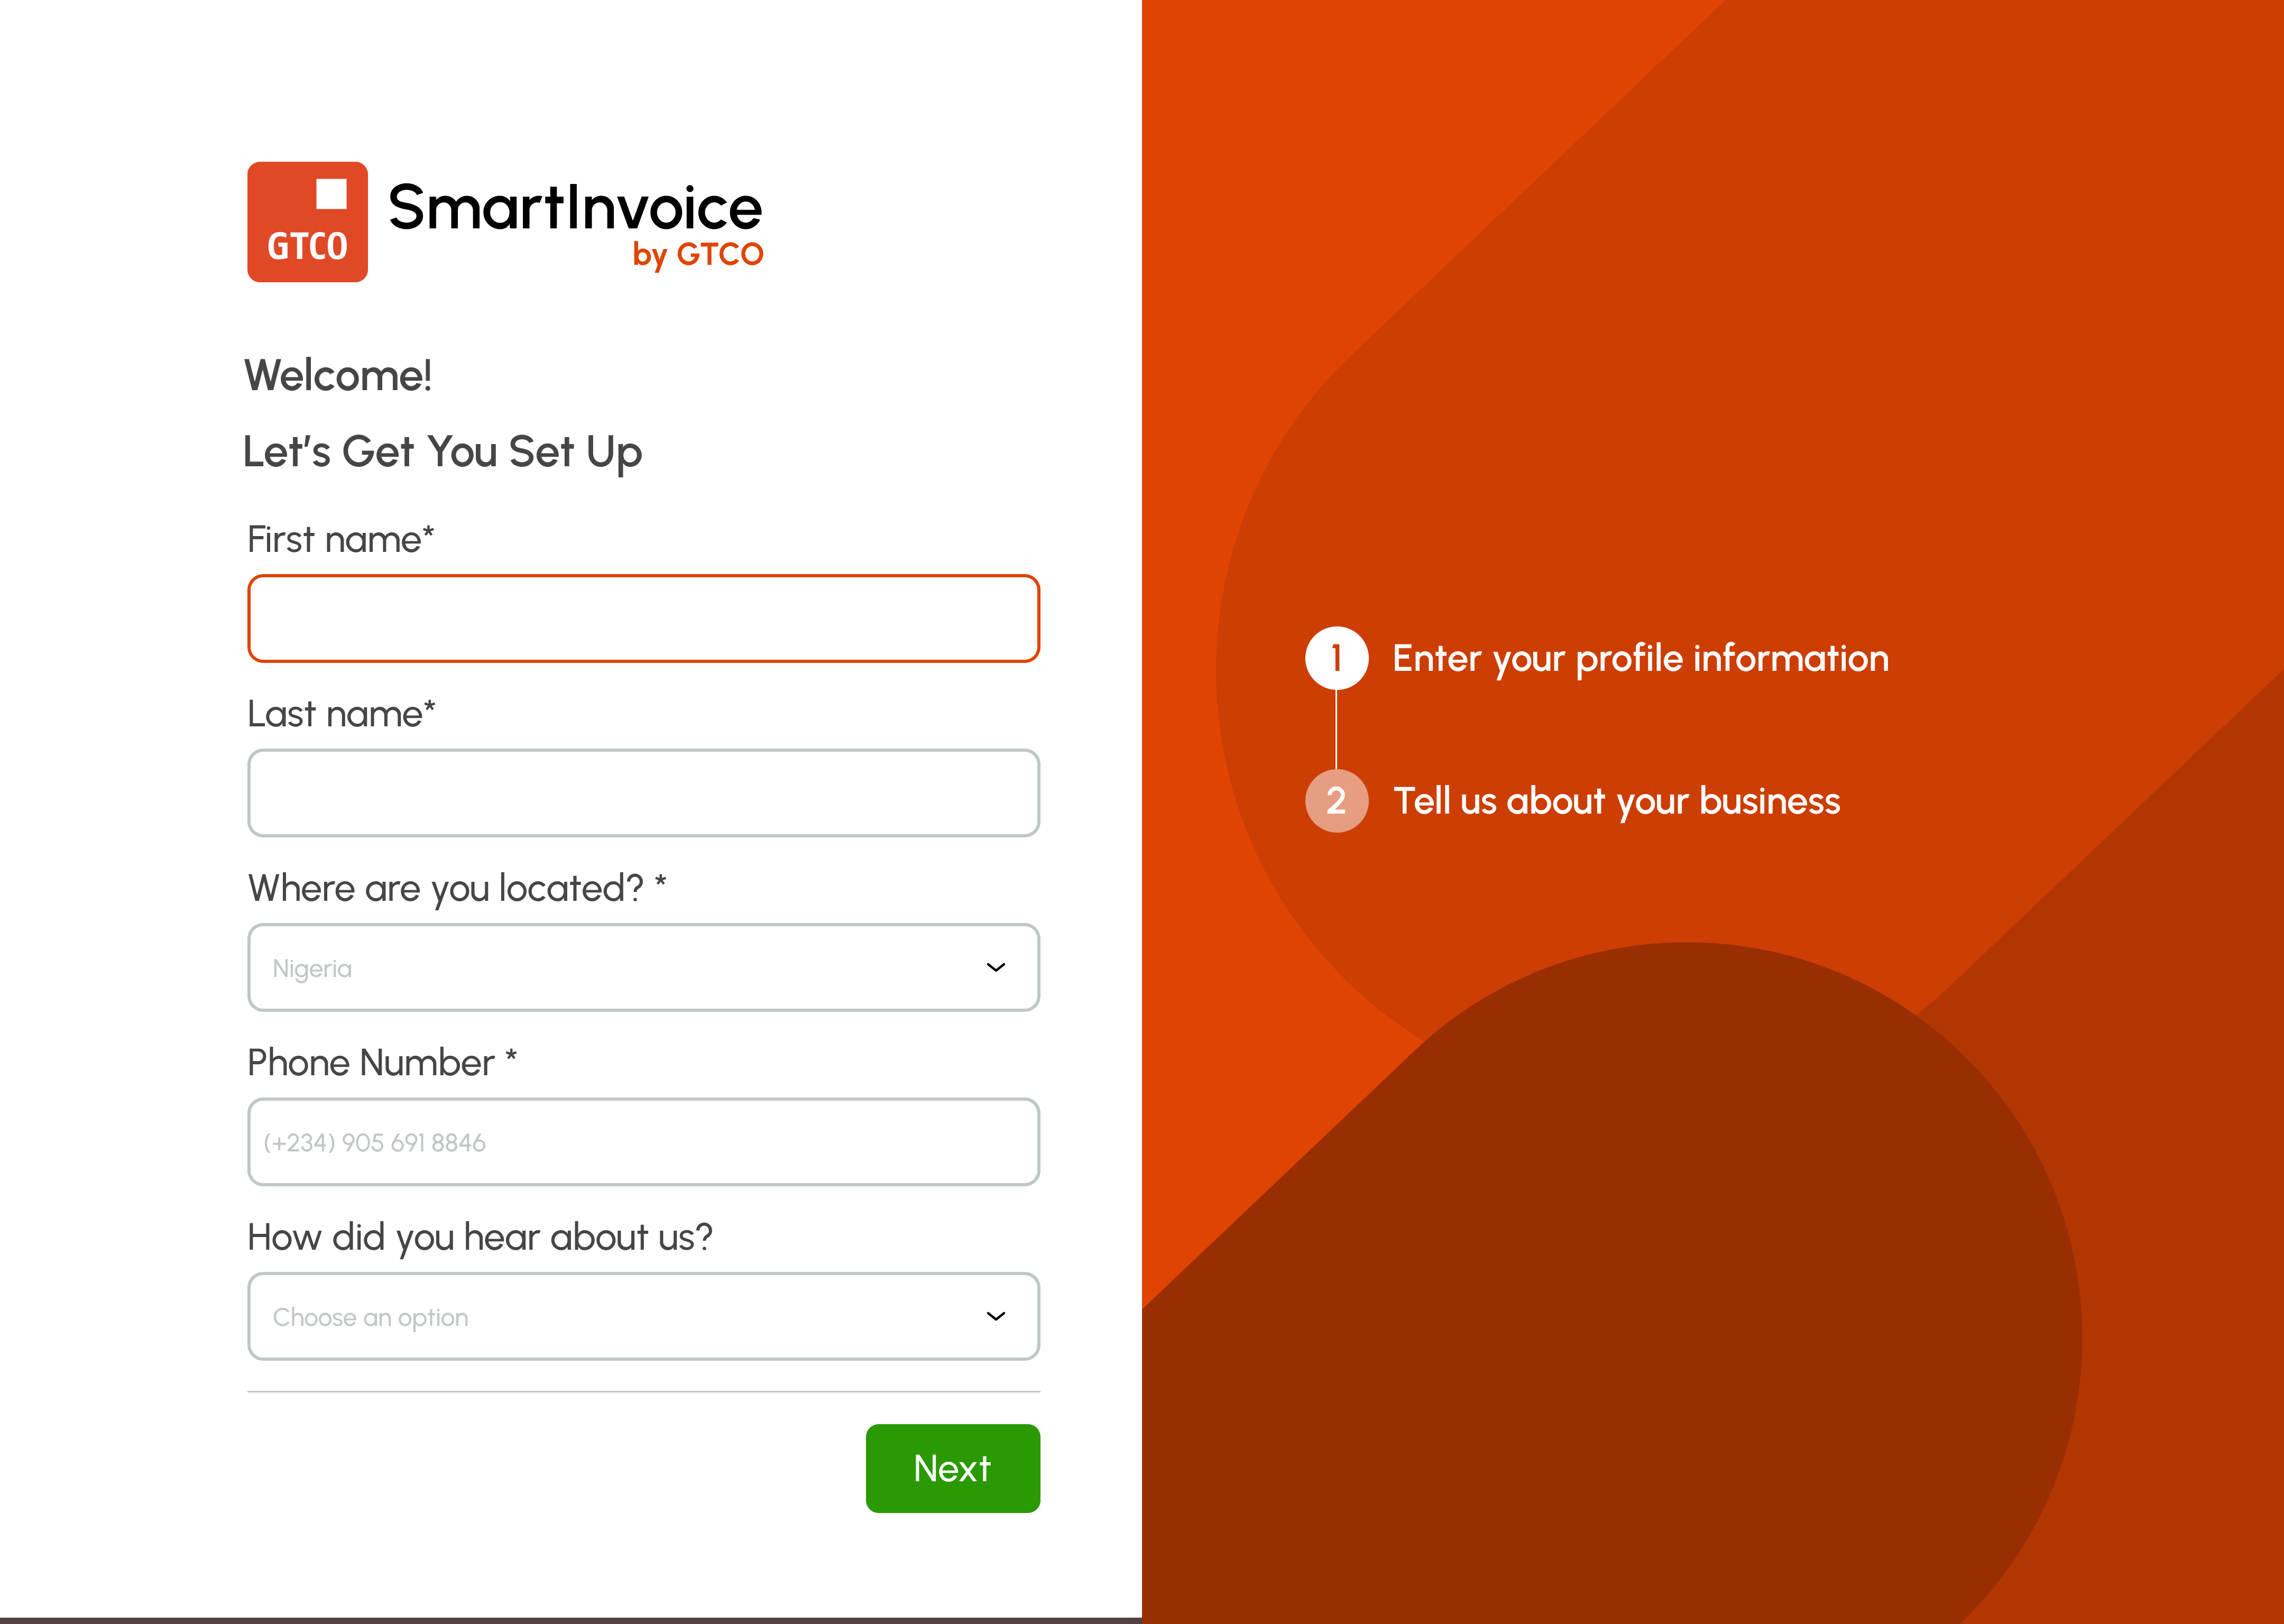 GTCO
SmartInvoice
by GTCO
Welcome!
Let's Get You Set Up
First name*
Last name*
Where are you located? *
Nigeria
Phone Number *
(+234) 905 691 8846
How did you hear about us?
Choose an option
Next
1 Enter your profile information
2 Tell us about your business